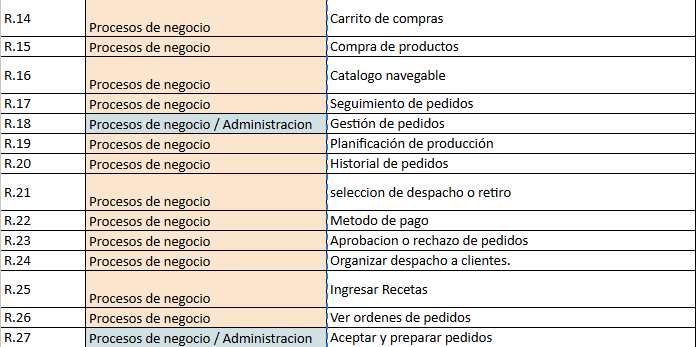 R.14 Procesos de negocio Carrito de compras
R.15 Procesos de negocio Compra de productos
R.16 Procesos de negocio Catalogo navegable
R.17 Procesos de negocio Seguimiento de pedidos
R.18 Procesos de negocio / Administracion Gestión de pedidos
R.19 Procesos de negocio Planificación de producción
R.20 Procesos de negocio Historial de pedidos
R.21 Procesos de negocio seleccion de despacho o retiro
R.22 Procesos de negocio Metodo de pago
R.23 Procesos de negocio Aprobacion o rechazo de pedidos
R.24 Procesos de negocio Organizar despacho a clientes.
R.25 Procesos de negocio Ingresar Recetas
R.26 Procesos de negocio Ver ordenes de pedidos
R.27 Procesos de negocio / Administracion Aceptar y preparar pedidos